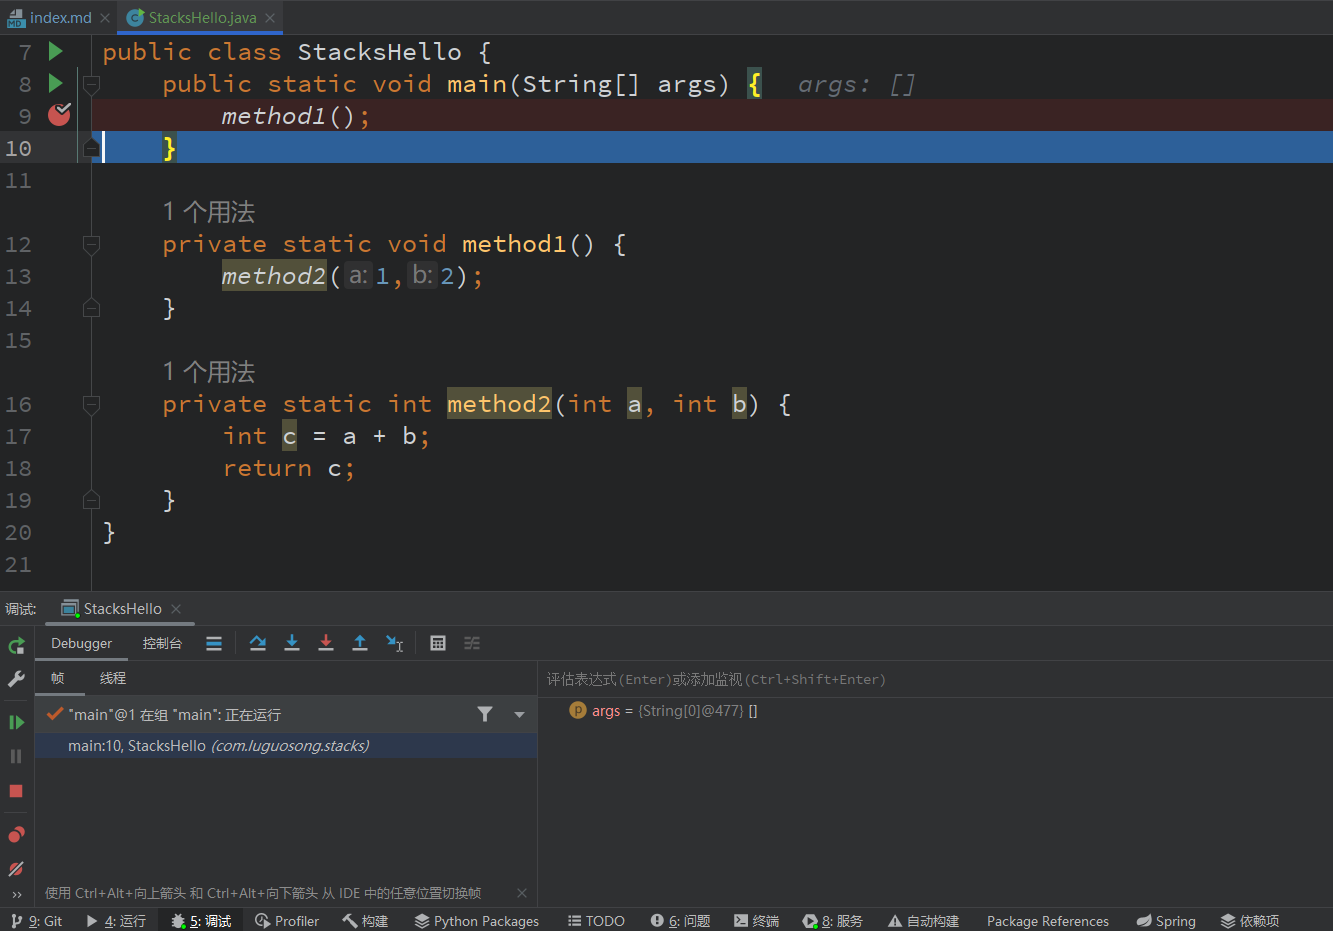 index.md StacksHello.java
7 public class StacksHello {
8 public static void main(String[] args) { args: []
9 method1();
10 }
11
1 个用法
12 private static void method1() {
13 method2( a: 1, b: 2);
14 }
15
1 个用法
16 private static int method2(int a, int b) {
17 int c = a + b;
18 return c;
19 }
20 }
21
调试: StacksHello
Debugger 控制台
帧 线程
评估表达式(Enter)或添加监视(Ctrl+Shift+Enter)
"main"@1 在组 "main": 正在运行
args = {String[0]@477} []
main:10, StacksHello (com.luguosong.stacks)
使用 Ctrl+Alt+向上箭头 和 Ctrl+Alt+向下箭头 从 IDE 中的任意位置切换帧
9: Git 4: 运行 5: 调试 Profiler 构建 Python Packages TODO 6: 问题 终端 8: 服务 自动构建 Package References Spring 依赖项